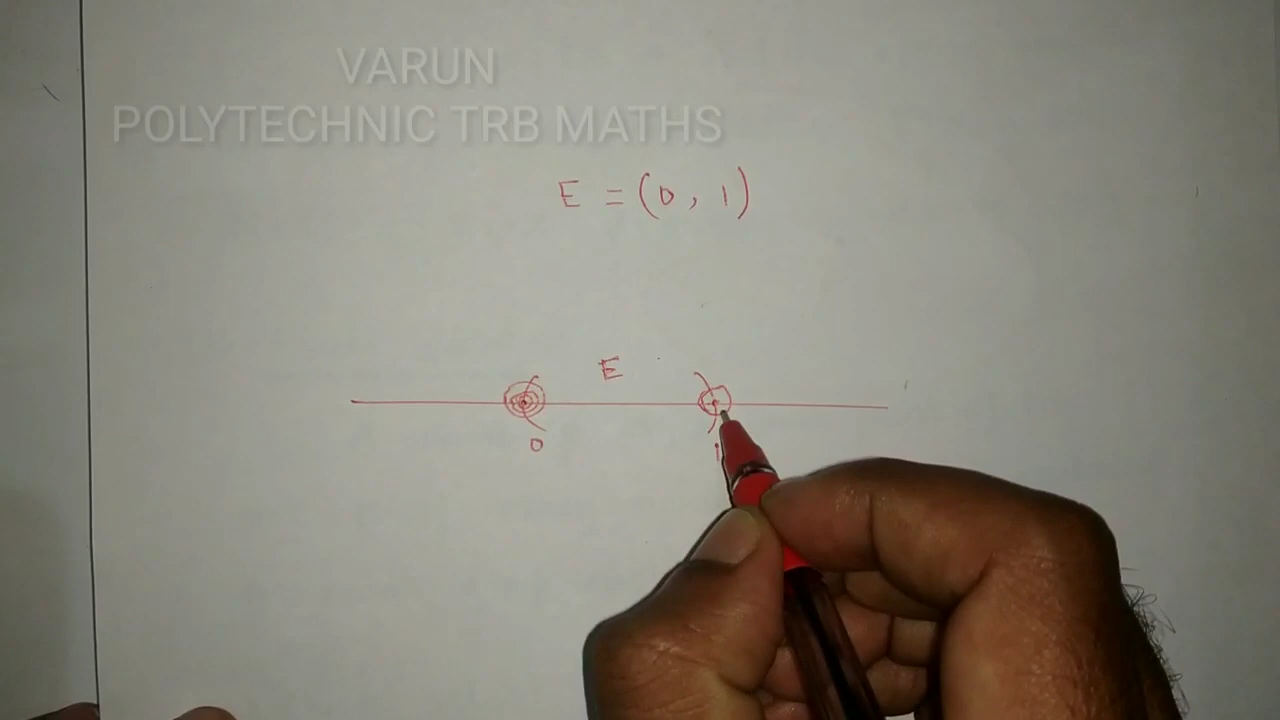 VARUN
POLYTECHNIC TRB MATHS
E = (0, 1)
E
0 1